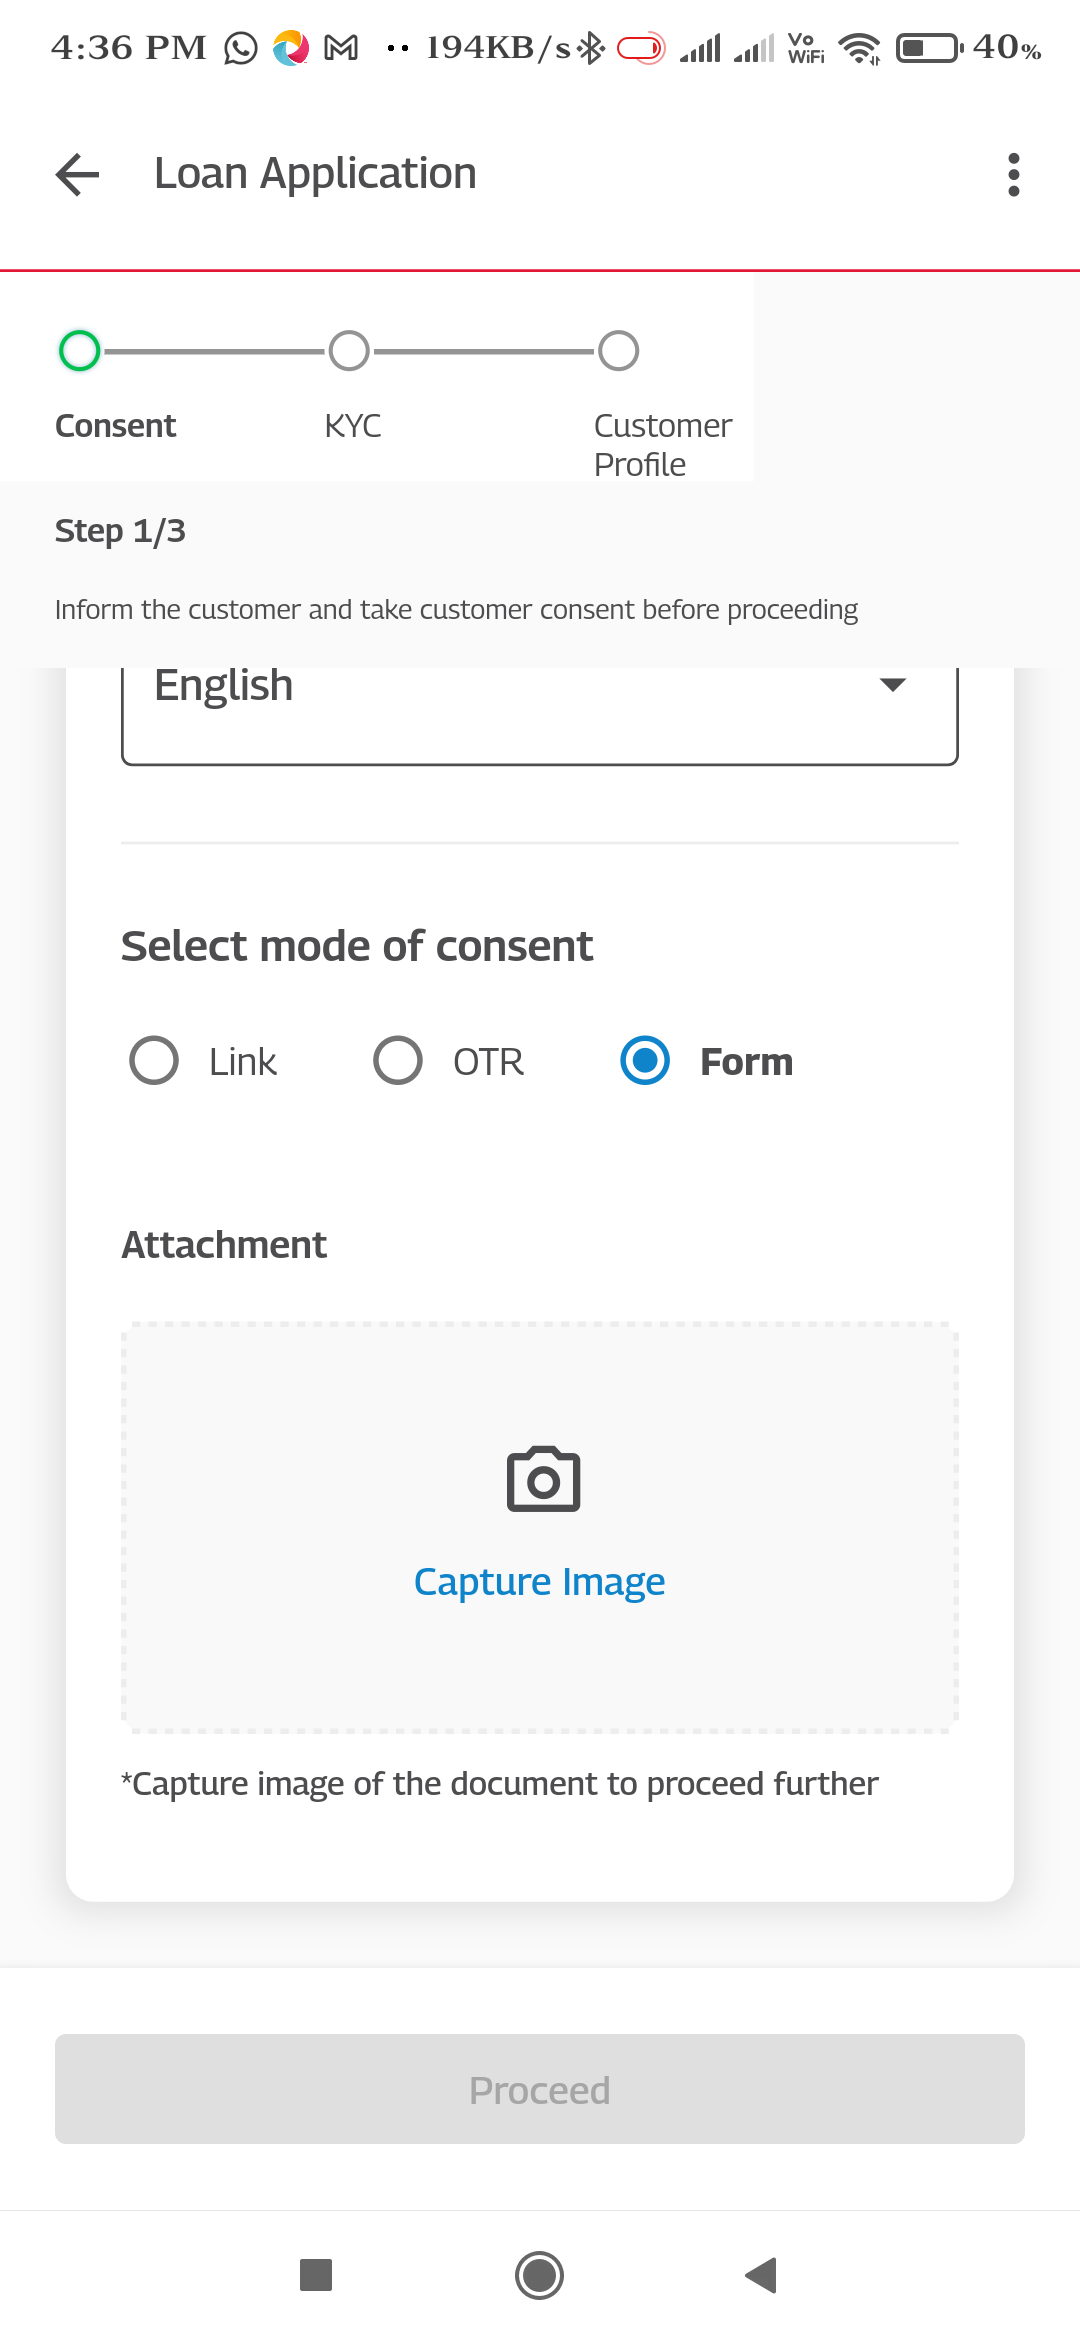 4:36 PM 194KB/s Vo WiFi 40%
Loan Application
Consent KYC Customer
Profile
Step 1/3
Inform the customer and take customer consent before proceeding
English
Select mode of consent
Link OTR Form
Attachment
Capture Image
*Capture image of the document to proceed further
Proceed